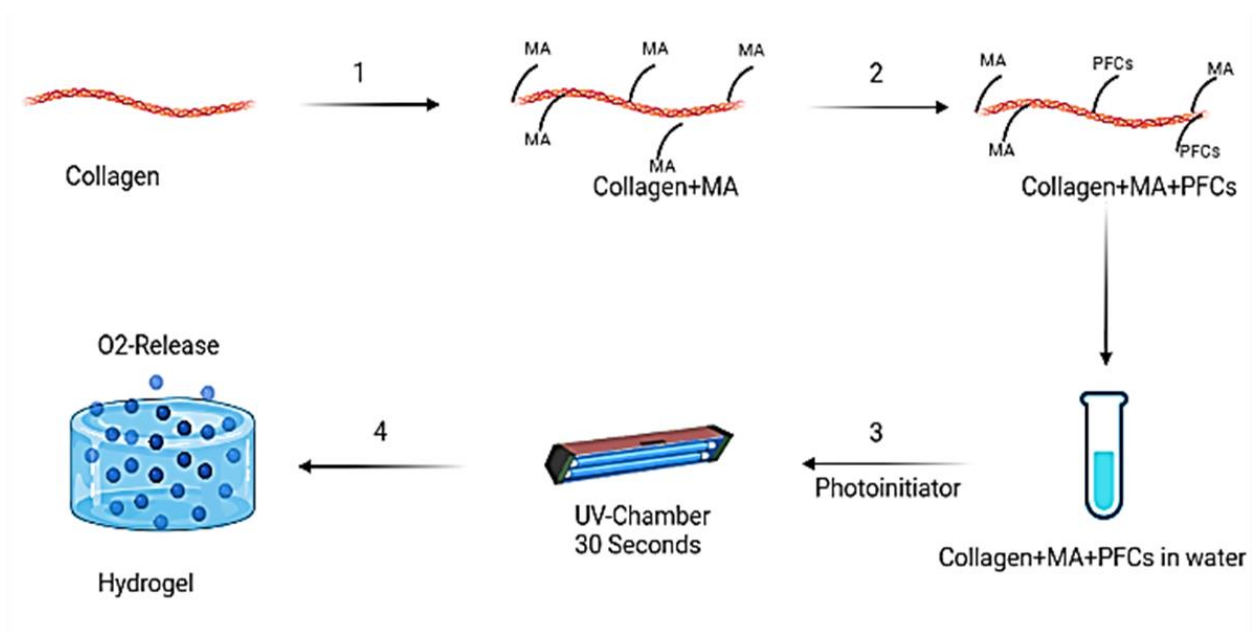 MA
MA
MA
MA
MA
1
Collagen
Collagen+MA
2
MA
PFCs
MA
MA
PFCs
Collagen+MA+PFCs
Collagen+MA+PFCs in water
3
Photoinitiator
UV-Chamber
30 Seconds
4
O2-Release
Hydrogel